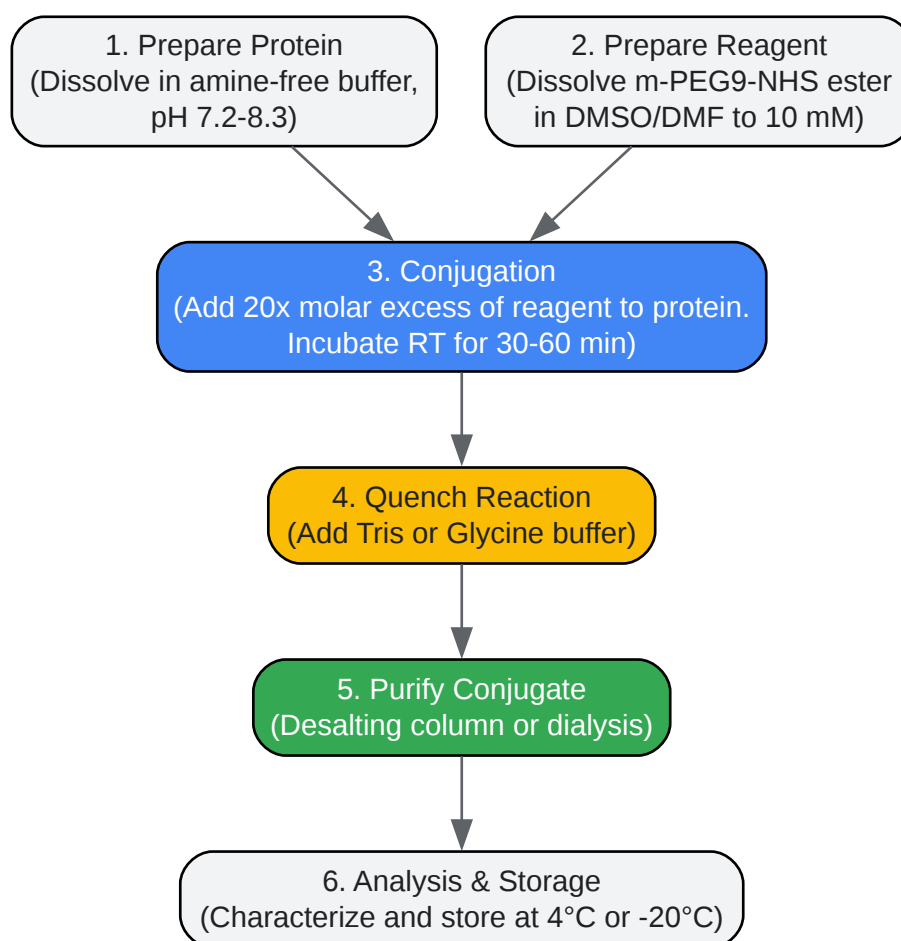 1. Prepare Protein
(Dissolve in amine-free buffer,
pH 7.2-8.3)
2. Prepare Reagent
(Dissolve m-PEG9-NHS ester
in DMSO/DMF to 10 mM)
3. Conjugation
(Add 20x molar excess of reagent to protein.
Incubate RT for 30-60 min)
4. Quench Reaction
(Add Tris or Glycine buffer)
5. Purify Conjugate
(Desalting column or dialysis)
6. Analysis & Storage
(Characterize and store at 4°C or -20°C)